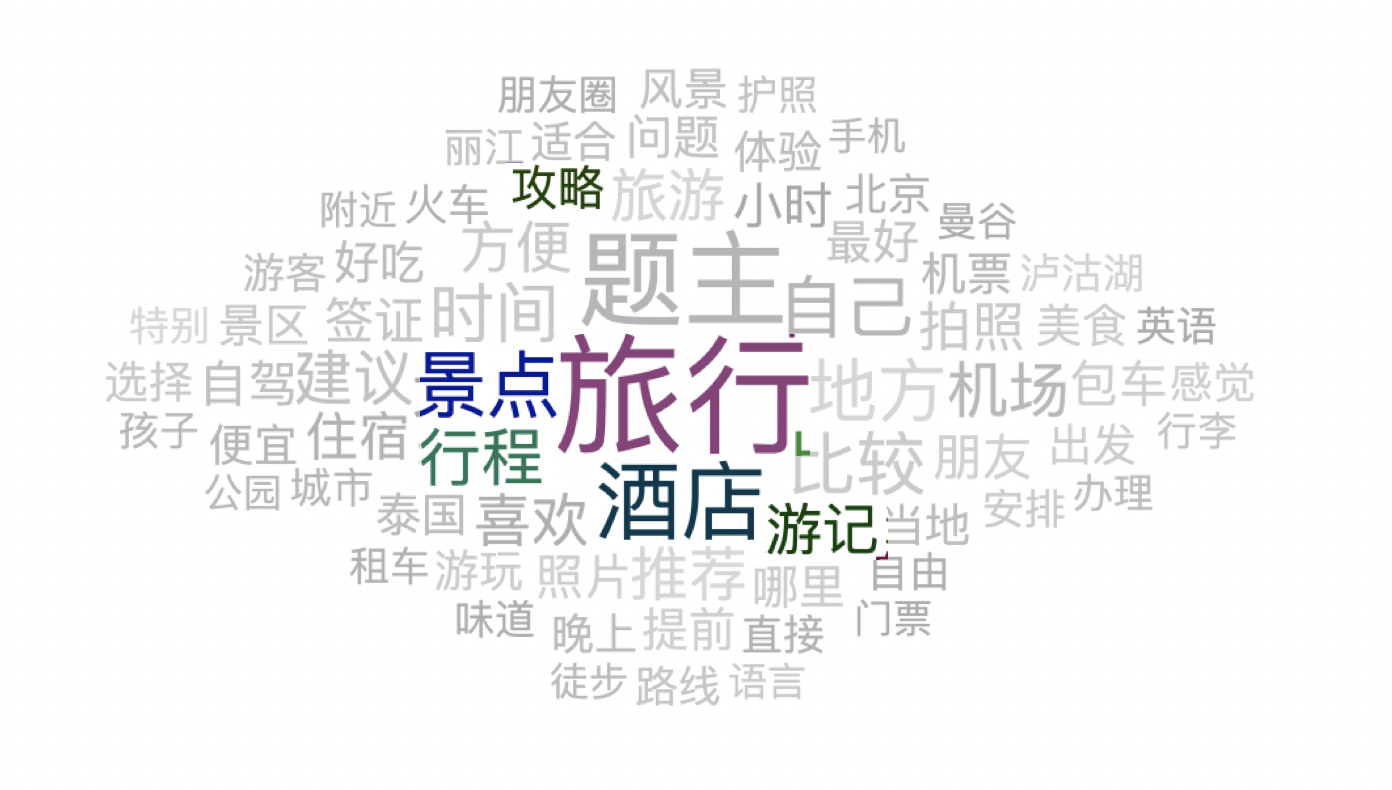 朋友圈 风景 护照
丽江 适合 问题 体验 手机
附近 火车 攻略 旅游 小时 北京 曼谷
游客 好吃 方便 题主 最好 机票 泸沽湖
特别 景区 签证 时间 自己 拍照 美食 英语
选择 自驾 建议 景点 旅行 地方 机场 包车 感觉
孩子 便宜 住宿 行程 比较 朋友 出发 行李
公园 城市 泰国 喜欢 酒店 游记 当地 安排 办理
租车 游玩 照片 推荐 哪里 自由
味道 晚上 提前 直接 门票
徒步 路线 语言